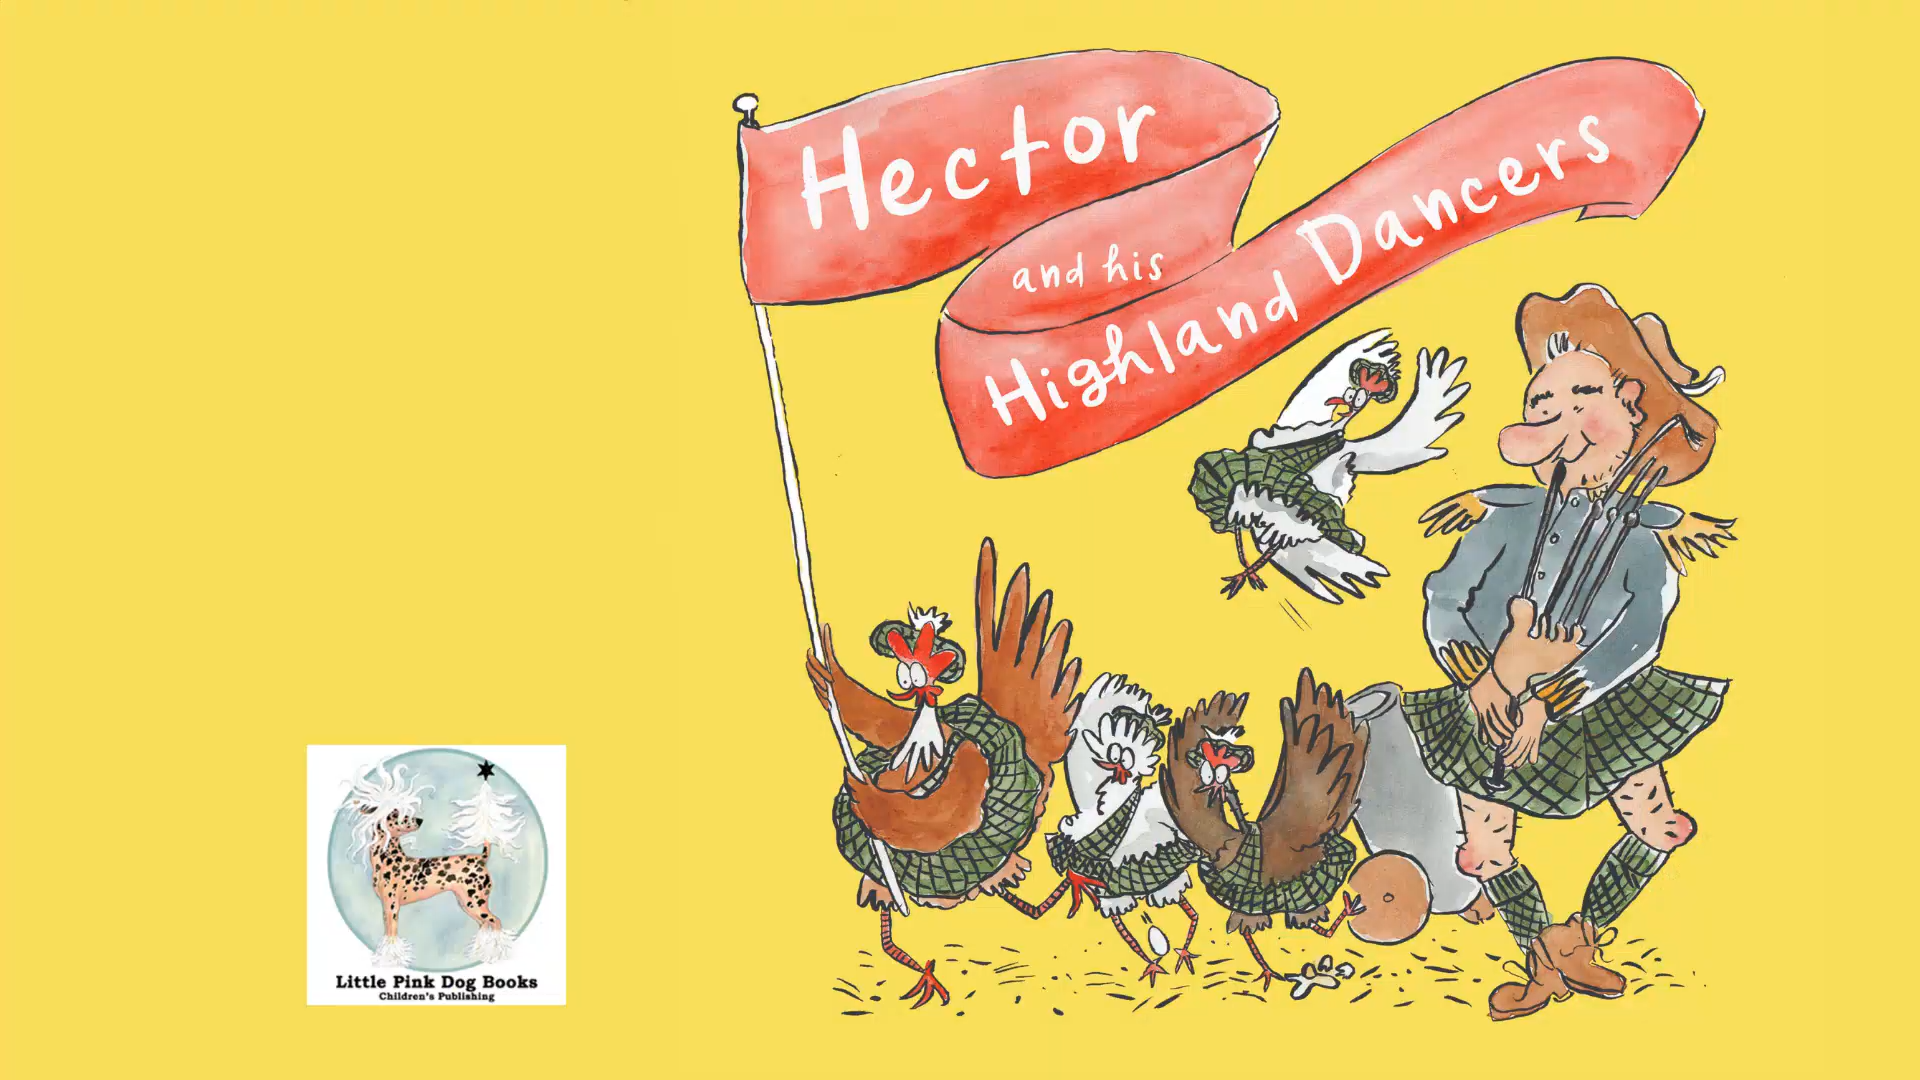 Hector
and his
Highland Dancers
Little Pink Dog Books
Children's Publishing